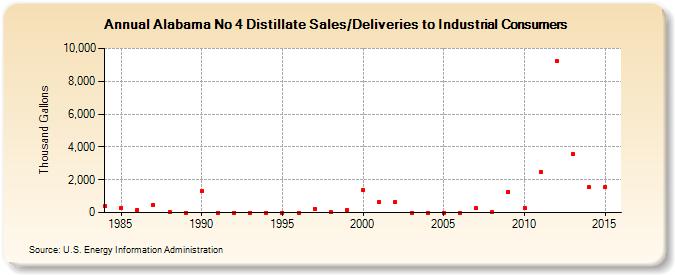 Annual Alabama No 4 Distillate Sales/Deliveries to Industrial Consumers
Thousand Gallons
10,000
8,000
6,000
4,000
2,000
0
1985 1990 1995 2000 2005 2010 2015
Source: U.S. Energy Information Administration